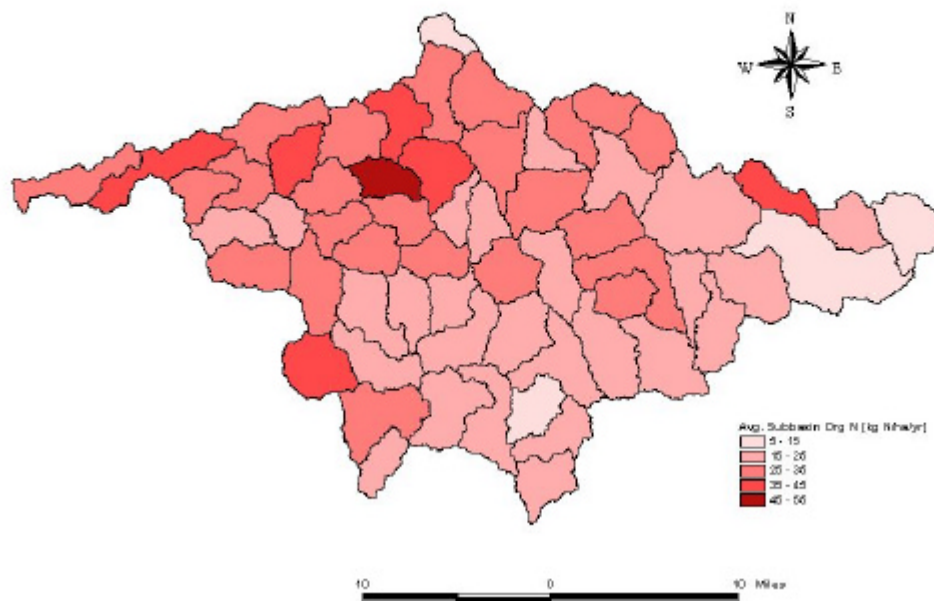 N
W E
S
Avg. Subbasin Org N [kg N/ha/yr]
5 - 15
15 - 25
25 - 35
35 - 45
45 - 55
10 0 10 Miles